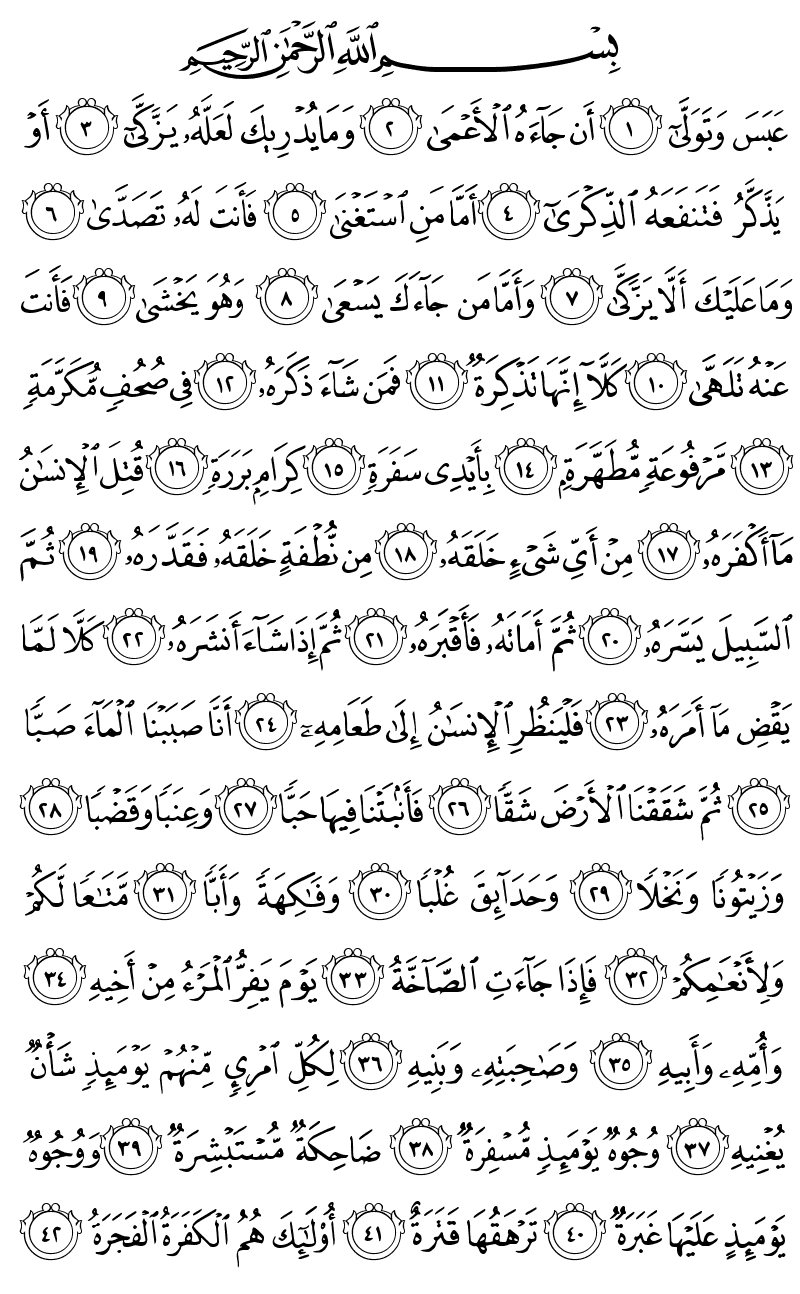 بِسْمِ ٱللَّهِ ٱلرَّحْمَٰنِ ٱلرَّحِيمِ
عَبَسَ وَتَوَلَّىٰٓ ١ أَن جَآءَهُ ٱلْأَعْمَىٰ ٢ وَمَا يُدْرِيكَ لَعَلَّهُۥ يَزَّكَّىٰٓ ٣ أَوْ
يَذَّكَّرُ فَتَنفَعَهُ ٱلذِّكْرَىٰٓ ٤ أَمَّا مَنِ ٱسْتَغْنَىٰ ٥ فَأَنتَ لَهُۥ تَصَدَّىٰ ٦
وَمَا عَلَيْكَ أَلَّا يَزَّكَّىٰ ٧ وَأَمَّا مَن جَآءَكَ يَسْعَىٰ ٨ وَهُوَ يَخْشَىٰ ٩ فَأَنتَ
عَنْهُ تَلَهَّىٰ ١٠ كَلَّآ إِنَّهَا تَذْكِرَةٌ ١١ فَمَن شَآءَ ذَكَرَهُۥ ١٢ فِى صُحُفٍ مُّكَرَّمَةٍ
١٣ مَّرْفُوعَةٍ مُّطَهَّرَةٍۭ ١٤ بِأَيْدِى سَفَرَةٍ ١٥ كِرَامٍۭ بَرَرَةٍ ١٦ قُتِلَ ٱلْإِنسَٰنُ
مَآ أَكْفَرَهُۥ ١٧ مِنْ أَىِّ شَىْءٍ خَلَقَهُۥ ١٨ مِن نُّطْفَةٍ خَلَقَهُۥ فَقَدَّرَهُۥ ١٩ ثُمَّ
ٱلسَّبِيلَ يَسَّرَهُۥ ٢٠ ثُمَّ أَمَاتَهُۥ فَأَقْبَرَهُۥ ٢١ ثُمَّ إِذَا شَآءَ أَنشَرَهُۥ ٢٢ كَلَّا لَمَّا
يَقْضِ مَآ أَمَرَهُۥ ٢٣ فَلْيَنظُرِ ٱلْإِنسَٰنُ إِلَىٰ طَعَامِهِۦٓ ٢٤ أَنَّا صَبَبْنَا ٱلْمَآءَ صَبًّا
٢٥ ثُمَّ شَقَقْنَا ٱلْأَرْضَ شَقًّا ٢٦ فَأَنۢبَتْنَا فِيهَا حَبًّا ٢٧ وَعِنَبًا وَقَضْبًا ٢٨
وَزَيْتُونًا وَنَخْلًا ٢٩ وَحَدَآئِقَ غُلْبًا ٣٠ وَفَٰكِهَةً وَأَبًّا ٣١ مَّتَٰعًا لَّكُمْ
وَلِأَنْعَٰمِكُمْ ٣٢ فَإِذَا جَآءَتِ ٱلصَّآخَّةُ ٣٣ يَوْمَ يَفِرُّ ٱلْمَرْءُ مِنْ أَخِيهِ ٣٤
وَأُمِّهِۦ وَأَبِيهِ ٣٥ وَصَٰحِبَتِهِۦ وَبَنِيهِ ٣٦ لِكُلِّ ٱمْرِئٍ مِّنْهُمْ يَوْمَئِذٍ شَأْنٌ
يُغْنِيهِ ٣٧ وُجُوهٌ يَوْمَئِذٍ مُّسْفِرَةٌ ٣٨ ضَاحِكَةٌ مُّسْتَبْشِرَةٌ ٣٩ وَوُجُوهٌ
يَوْمَئِذٍ عَلَيْهَا غَبَرَةٌ ٤٠ تَرْهَقُهَا قَتَرَةٌ ٤١ أُو۟لَٰٓئِكَ هُمُ ٱلْكَفَرَةُ ٱلْفَجَرَةُ ٤٢